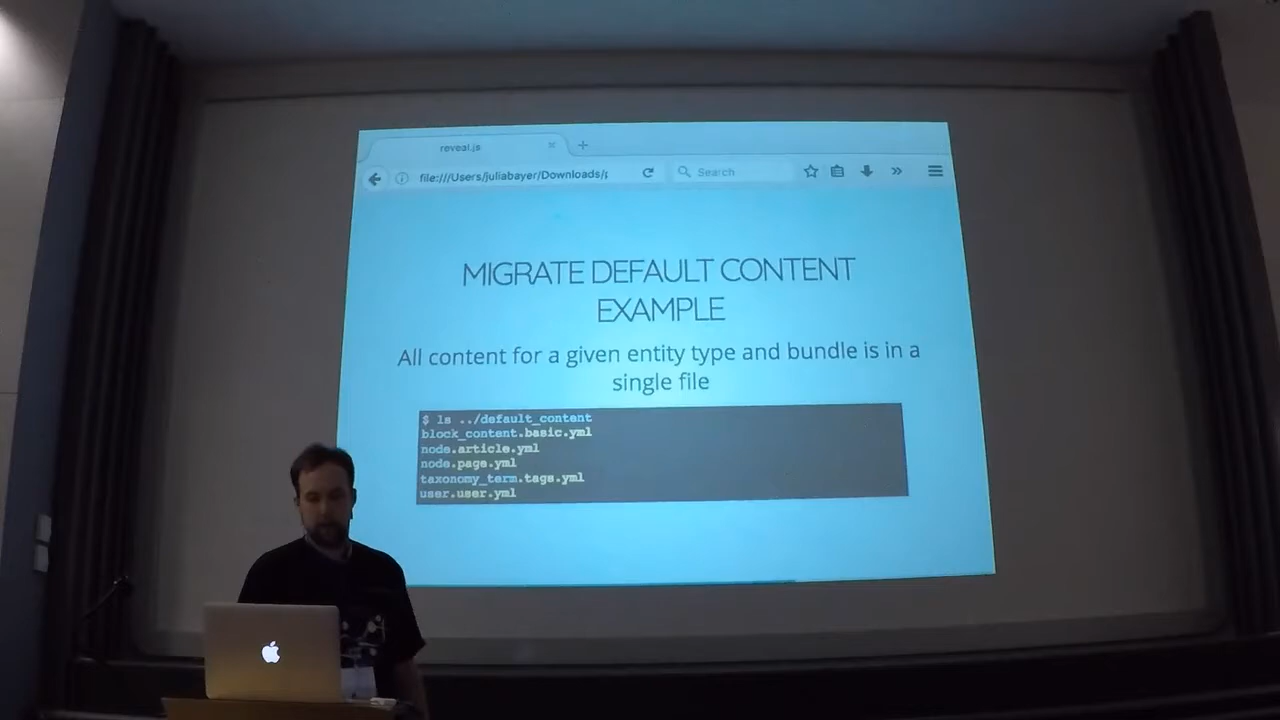 reveal.js
file:///Users/juliabayer/Downloads/p
Search
MIGRATE DEFAULT CONTENT
EXAMPLE
All content for a given entity type and bundle is in a
single file
$ ls ../default_content
block_content.basic.yml
node.article.yml
node.page.yml
taxonomy_term.tags.yml
user.user.yml